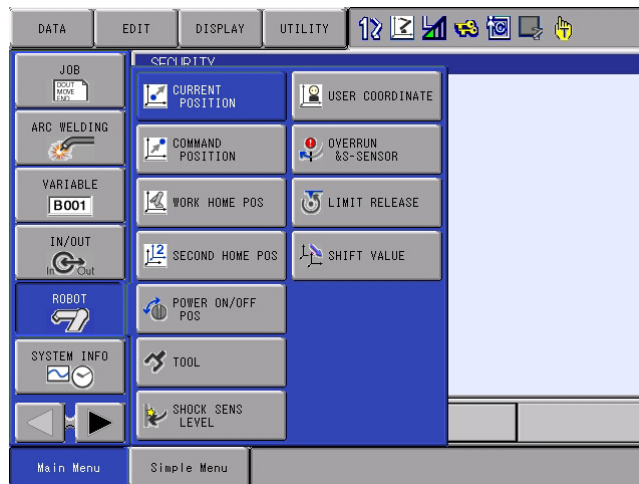 DATA
EDIT
DISPLAY
UTILITY
SECURITY
JOB
DOUT
MOVE
END
ARC WELDING
VARIABLE
B001
IN/OUT
In Out
ROBOT
SYSTEM INFO
CURRENT
POSITION
COMMAND
POSITION
WORK HOME POS
12
SECOND HOME POS
POWER ON/OFF
POS
TOOL
SHOCK SENS
LEVEL
USER COORDINATE
OVERRUN
&S-SENSOR
LIMIT RELEASE
SHIFT VALUE
Main Menu
Simple Menu